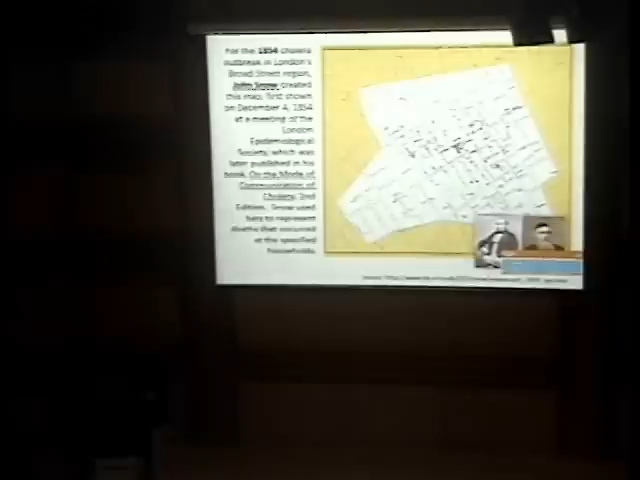 For the 1854 cholera
outbreak in London's
Broad Street region,
John Snow created
this map, first shown
on December 4, 1854
at a meeting of the
London
Epidemiological
Society, which was
later published in his
book, On the Mode of
Communication of
Cholera, 2nd
Edition. Snow used
bars to represent
deaths that occurred
at the specified
households.